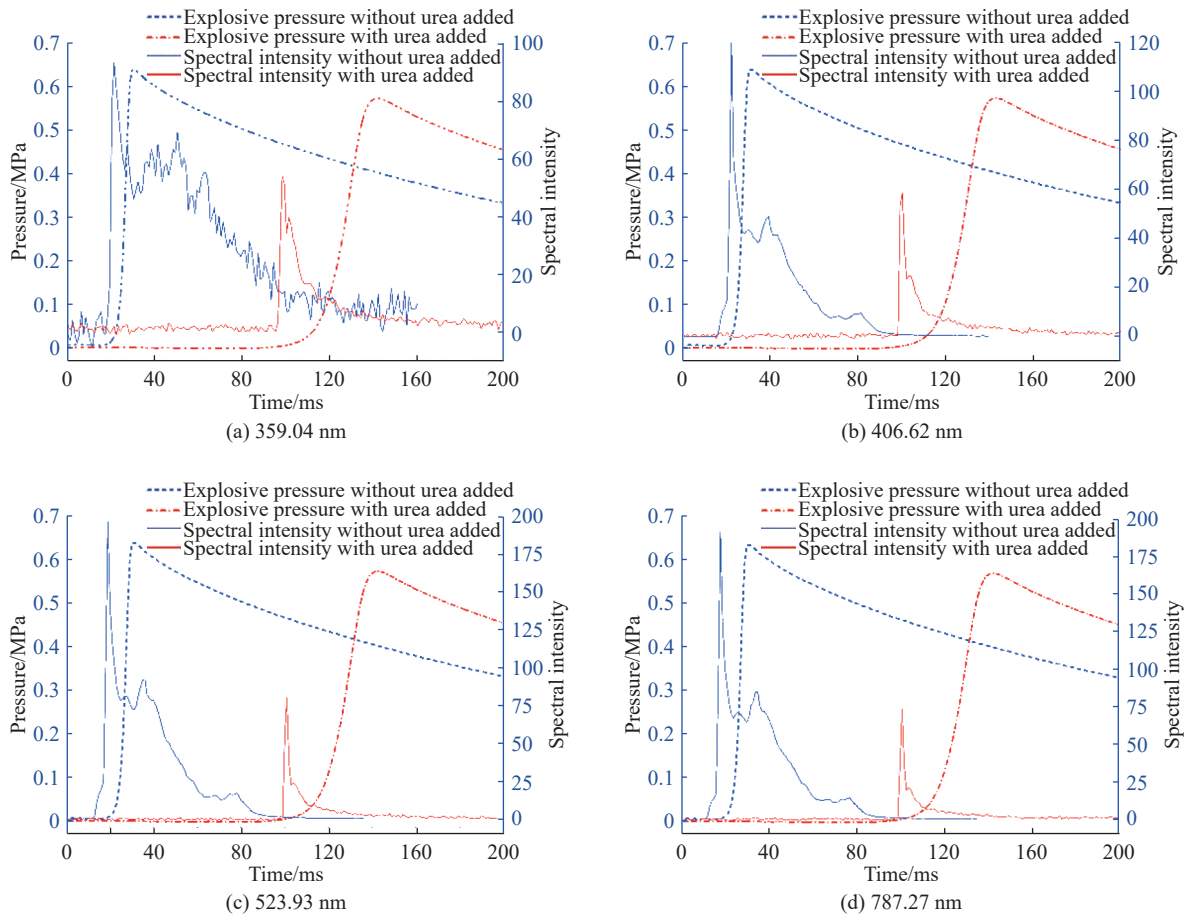 Explosive pressure without urea added
Explosive pressure with urea added
Spectral intensity without urea added
Spectral intensity with urea added
0.7
0.6
0.5
0.4
0.3
0.2
0.1
0
Pressure/MPa
100
80
60
40
20
0
Spectral intensity
0 40 80 120 160 200
Time/ms
(a) 359.04 nm
Explosive pressure without urea added
Explosive pressure with urea added
Spectral intensity without urea added
Spectral intensity with urea added
0.7
0.6
0.5
0.4
0.3
0.2
0.1
0
Pressure/MPa
120
100
80
60
40
20
0
Spectral intensity
0 40 80 120 160 200
Time/ms
(b) 406.62 nm
Explosive pressure without urea added
Explosive pressure with urea added
Spectral intensity without urea added
Spectral intensity with urea added
0.7
0.6
0.5
0.4
0.3
0.2
0.1
0
Pressure/MPa
200
175
150
125
100
75
50
25
0
Spectral intensity
0 40 80 120 160 200
Time/ms
(c) 523.93 nm
Explosive pressure without urea added
Explosive pressure with urea added
Spectral intensity without urea added
Spectral intensity with urea added
0.7
0.6
0.5
0.4
0.3
0.2
0.1
0
Pressure/MPa
200
175
150
125
100
75
50
25
0
Spectral intensity
0 40 80 120 160 200
Time/ms
(d) 787.27 nm